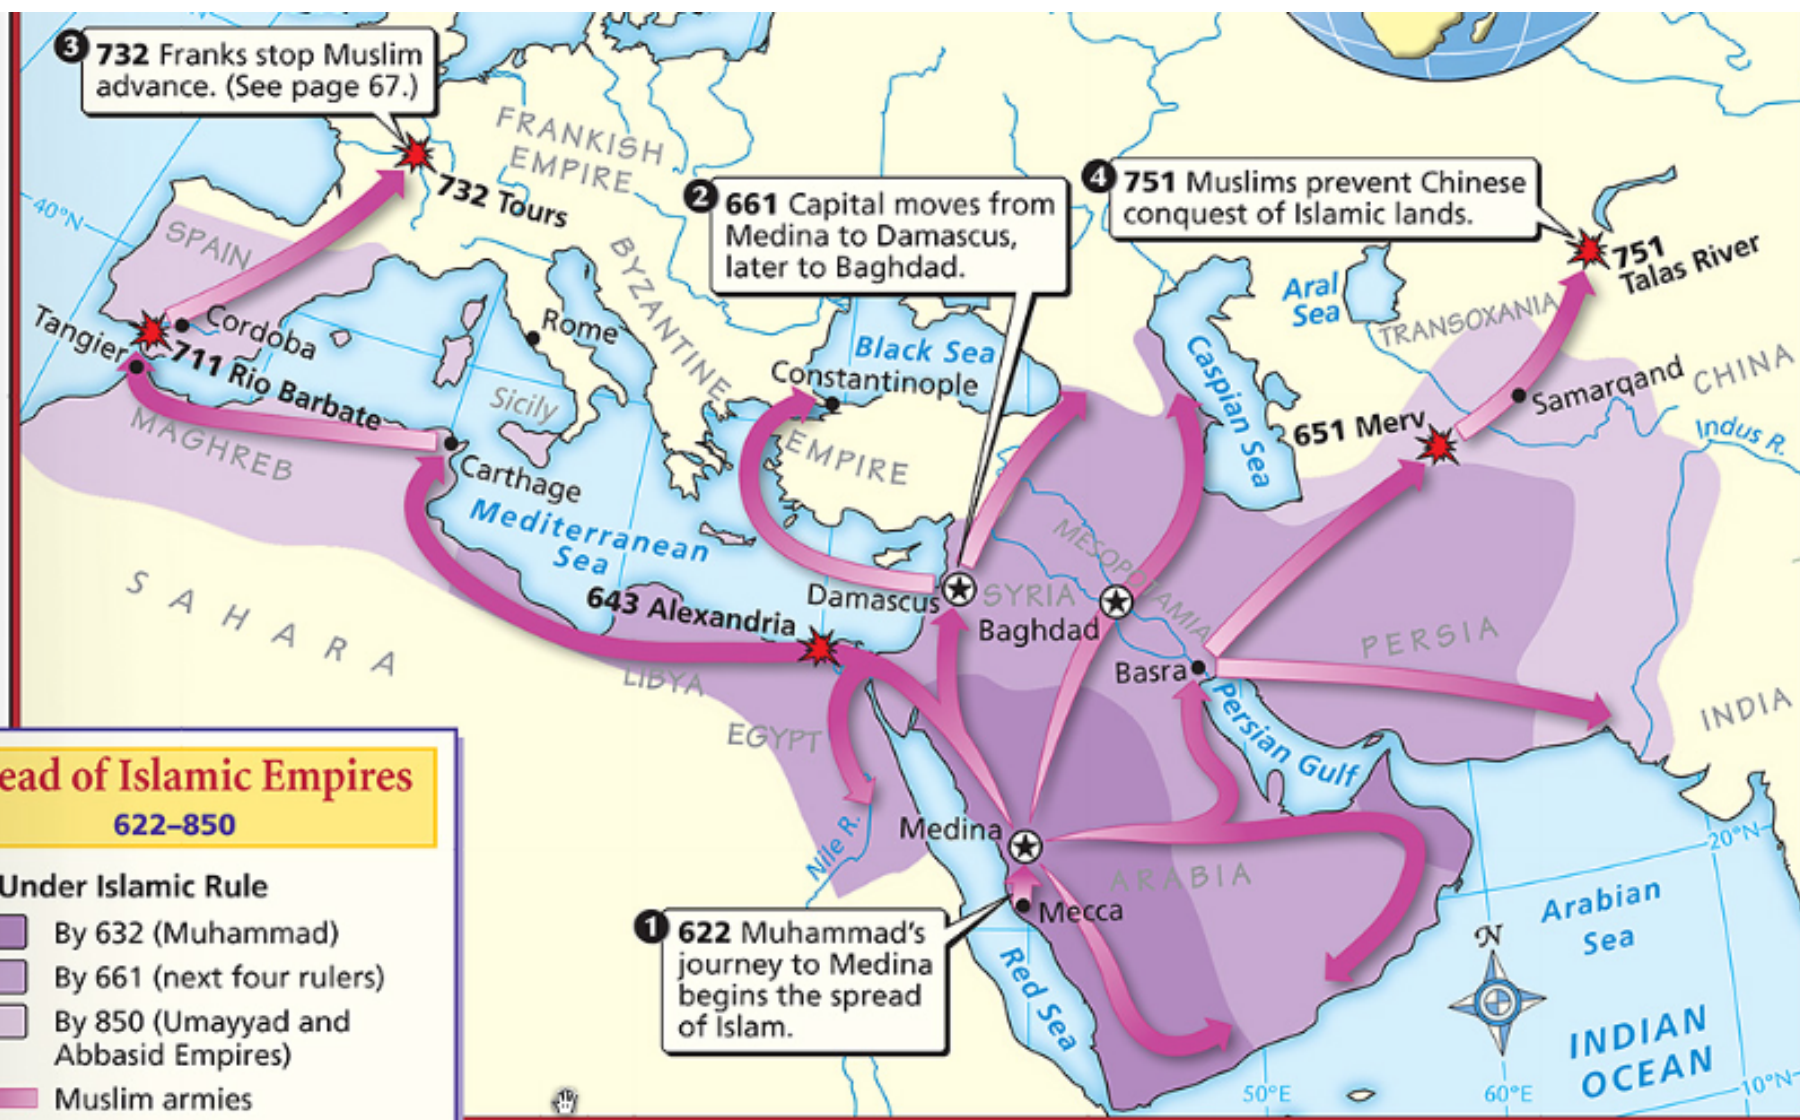 3 732 Franks stop Muslim
advance. (See page 67.)
FRANKISH
EMPIRE
732 Tours
2 661 Capital moves from
Medina to Damascus,
later to Baghdad.
4 751 Muslims prevent Chinese
conquest of Islamic lands.
751
Talas River
40°N
SPAIN
BYZANTINE
EMPIRE
Aral
Sea
TRANSOXANIA
CHINA
Tangier
Cordoba
711 Rio Barbate
Rome
Black Sea
Constantinople
Caspian Sea
Samarqand
651 Merv
Indus R.
Sicily
MAGHREB
Carthage
Mediterranean
Sea
MESOPOTAMIA
SAHARA
643 Alexandria
Damascus
SYRIA
Baghdad
Basra
PERSIA
LIBYA
EGYPT
Persian Gulf
INDIA
Nile R.
Medina
ARABIA
Mecca
20°N
Arabian
Sea
1 622 Muhammad's
journey to Medina
begins the spread
of Islam.
Red Sea
N
INDIAN
OCEAN
50°E
60°E
10°N
ead of Islamic Empires
622–850
Under Islamic Rule
By 632 (Muhammad)
By 661 (next four rulers)
By 850 (Umayyad and
Abbasid Empires)
Muslim armies